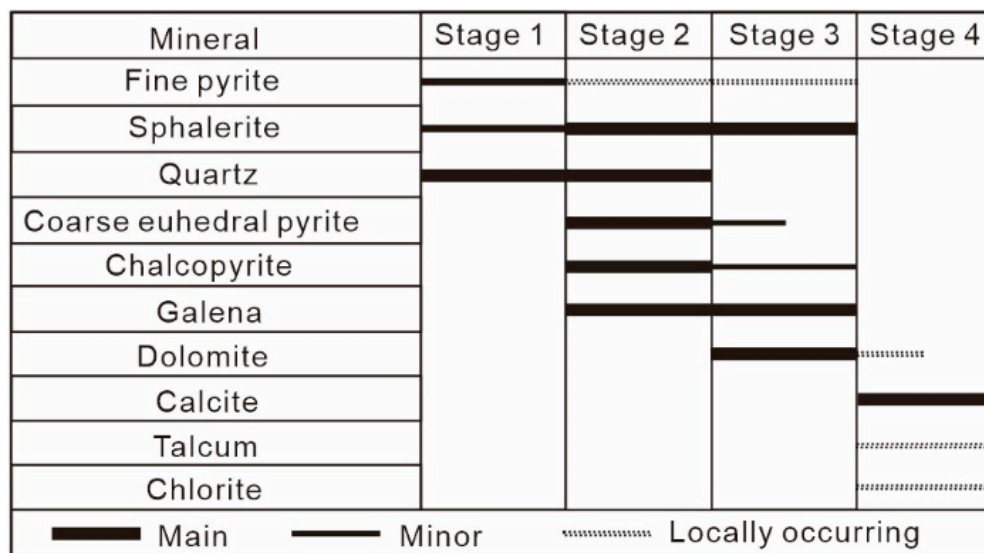 Mineral Stage 1 Stage 2 Stage 3 Stage 4
Fine pyrite
Sphalerite
Quartz
Coarse euhedral pyrite
Chalcopyrite
Galena
Dolomite
Calcite
Talcum
Chlorite
Main Minor Locally occurring